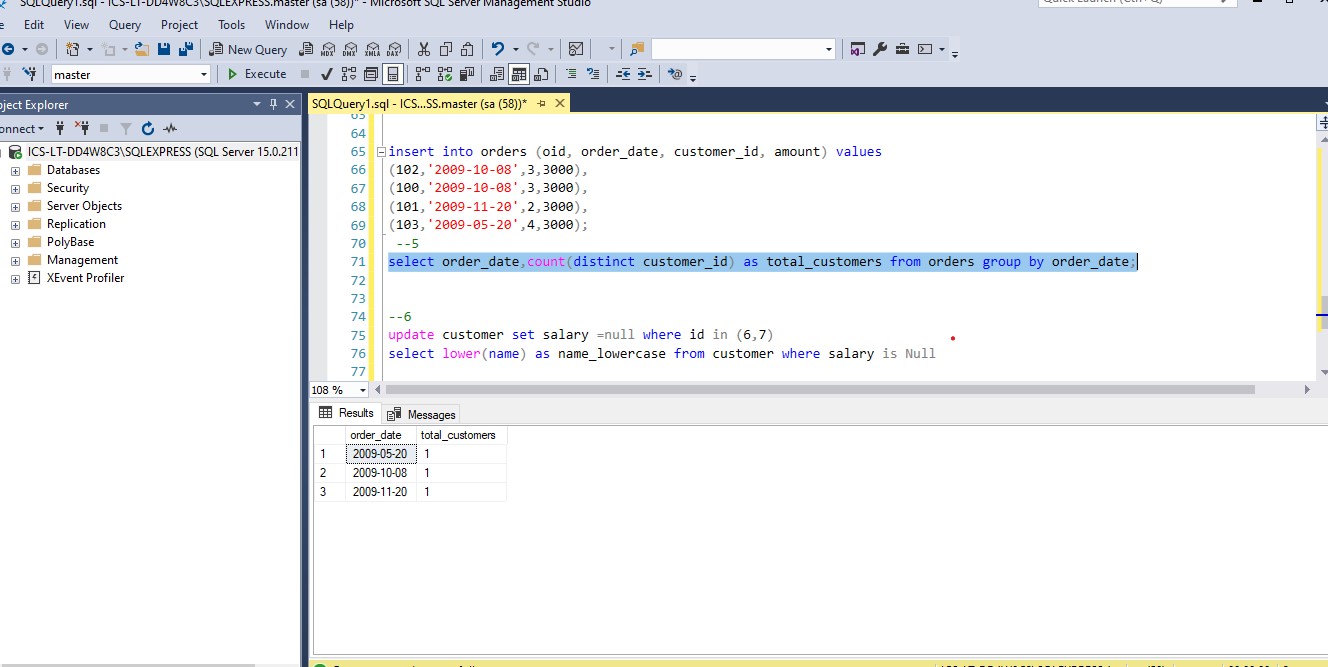 SQLQuery1.sql - ICS-LT-DD4W8C3\SQLEXPRESS.master (sa (58))* - Microsoft SQL Server Management Studio
Quick Launch (Ctrl+Q)
Edit View Query Project Tools Window Help
New Query
master
Execute
ject Explorer
SQLQuery1.sql - ICS...SS.master (sa (58))*
onnect
ICS-LT-DD4W8C3\SQLEXPRESS (SQL Server 15.0.211
Databases
Security
Server Objects
Replication
PolyBase
Management
XEvent Profiler
63
64
65 insert into orders (oid, order_date, customer_id, amount) values
66 (102,'2009-10-08',3,3000),
67 (100,'2009-10-08',3,3000),
68 (101,'2009-11-20',2,3000),
69 (103,'2009-05-20',4,3000);
70 --5
71 select order_date,count(distinct customer_id) as total_customers from orders group by order_date;
72
73
74 --6
75 update customer set salary =null where id in (6,7)
76 select lower(name) as name_lowercase from customer where salary is Null
77
108 %
Results Messages
order_date total_customers
1 2009-05-20 1
2 2009-10-08 1
3 2009-11-20 1